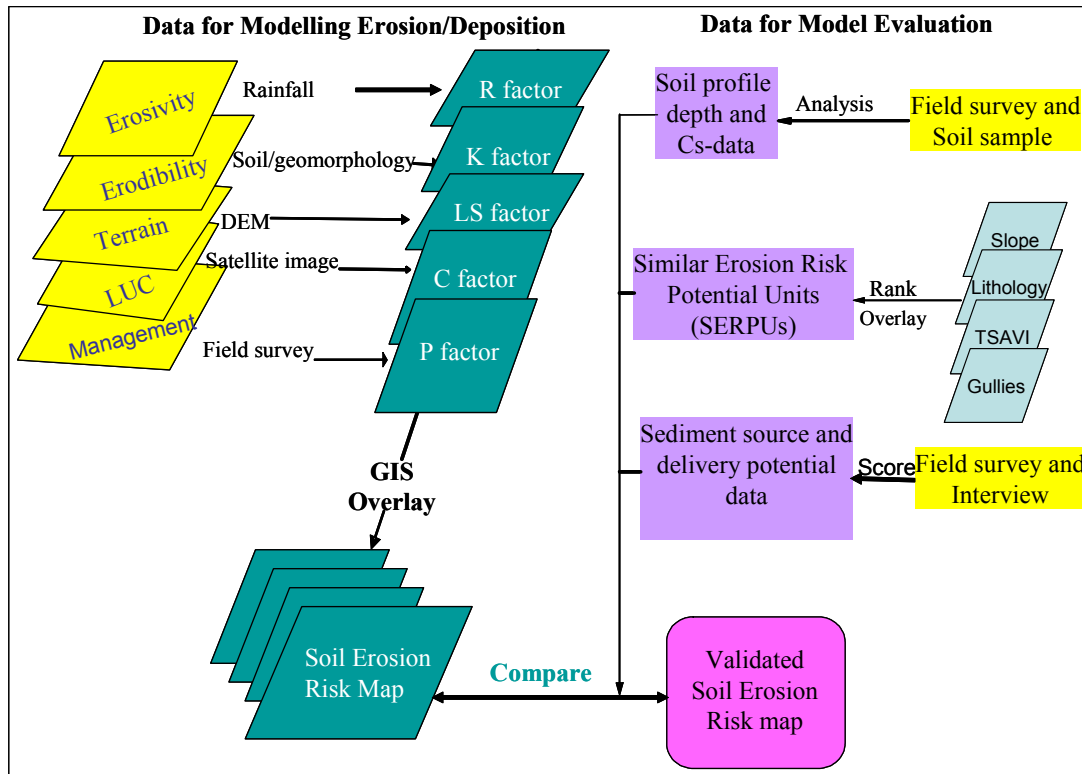 Data for Modelling Erosion/Deposition
Data for Model Evaluation
Erosivity
Rainfall
R factor
Erodibility
Soil/geomorphology
K factor
Terrain
DEM
LS factor
LUC
Satellite image
C factor
Management
Field survey
P factor
GIS
Overlay
Soil Erosion
Risk Map
Compare
Soil profile
depth and
Cs-data
Analysis
Field survey and
Soil sample
Similar Erosion Risk
Potential Units
(SERPUs)
Rank
Overlay
Slope
Lithology
TSAVI
Gullies
Sediment source and
delivery potential
data
Score
Field survey and
Interview
Validated
Soil Erosion
Risk map